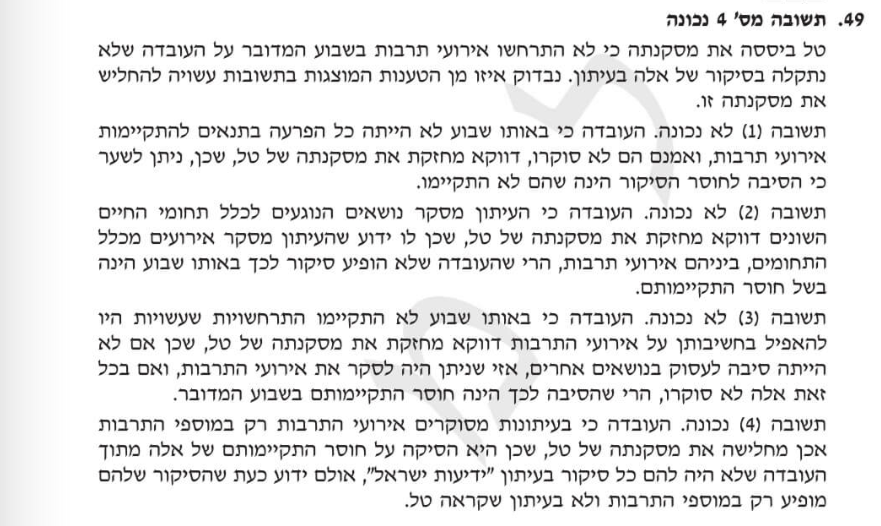 49. תשובה מס' 4 נכונה
טל ביססה את מסקנתה כי לא התרחשו אירועי תרבות בשבוע המדובר על העובדה שלא
נתקלה בסיקור של אלה בעיתון. נבדוק איזו מן הטענות המוצגות בתשובות עשויה להחליש
את מסקנתה זו.
תשובה (1) לא נכונה. העובדה כי באותו שבוע לא הייתה כל הפרעה בתנאים להתקיימות
אירועי תרבות, ואמנם הם לא סוקרו, דווקא מחזקת את מסקנתה של טל, שכן, ניתן לשער
כי הסיבה לחוסר הסיקור הינה שהם לא התקיימו.
תשובה (2) לא נכונה. העובדה כי העיתון מסקר נושאים הנוגעים לכלל תחומי החיים
השונים דווקא מחזקת את מסקנתה של טל, שכן לו ידוע שהעיתון מסקר אירועים מכלל
התחומים, ביניהם אירועי תרבות, הרי שהעובדה שלא הופיע סיקור לכך באותו שבוע הינה
בשל חוסר התקיימותם.
תשובה (3) לא נכונה. העובדה כי באותו שבוע לא התקיימו התרחשויות שעשויות היו
להאפיל בחשיבותן על אירועי התרבות דווקא מחזקת את מסקנתה של טל, שכן אם לא
הייתה סיבה לעסוק בנושאים אחרים, אזי שניתן היה לסקר את אירועי התרבות, ואם בכל
זאת אלה לא סוקרו, הרי שהסיבה לכך הינה חוסר התקיימותם בשבוע המדובר.
תשובה (4) נכונה. העובדה כי בעיתונות מסוקרים אירועי התרבות רק במוספי התרבות
אכן מחלישה את מסקנתה של טל, שכן היא הסיקה על חוסר התקיימותם של אלה מתוך
העובדה שלא היה להם כל סיקור בעיתון "ידיעות ישראל", אולם ידוע כעת שהסיקור שלהם
מופיע רק במוספי התרבות ולא בעיתון שקראה טל.